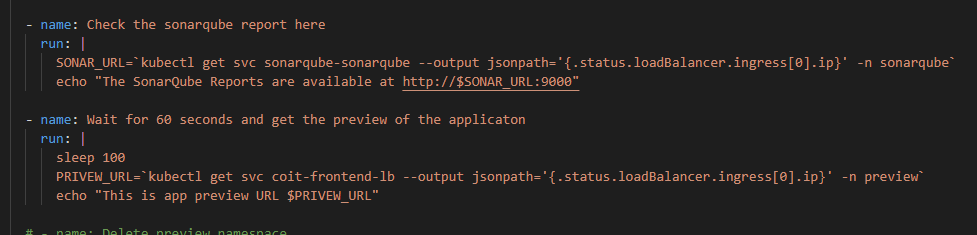 - name: Check the sonarqube report here
run: |
SONAR_URL=`kubectl get svc sonarqube-sonarqube --output jsonpath='{.status.loadBalancer.ingress[0].ip}' -n sonarqube`
echo "The SonarQube Reports are available at http://$SONAR_URL:9000"
- name: Wait for 60 seconds and get the preview of the applicaton
run: |
sleep 100
PRIVEW_URL=`kubectl get svc coit-frontend-lb --output jsonpath='{.status.loadBalancer.ingress[0].ip}' -n preview`
echo "This is app preview URL $PRIVEW_URL"
# - name: Delete preview namespace